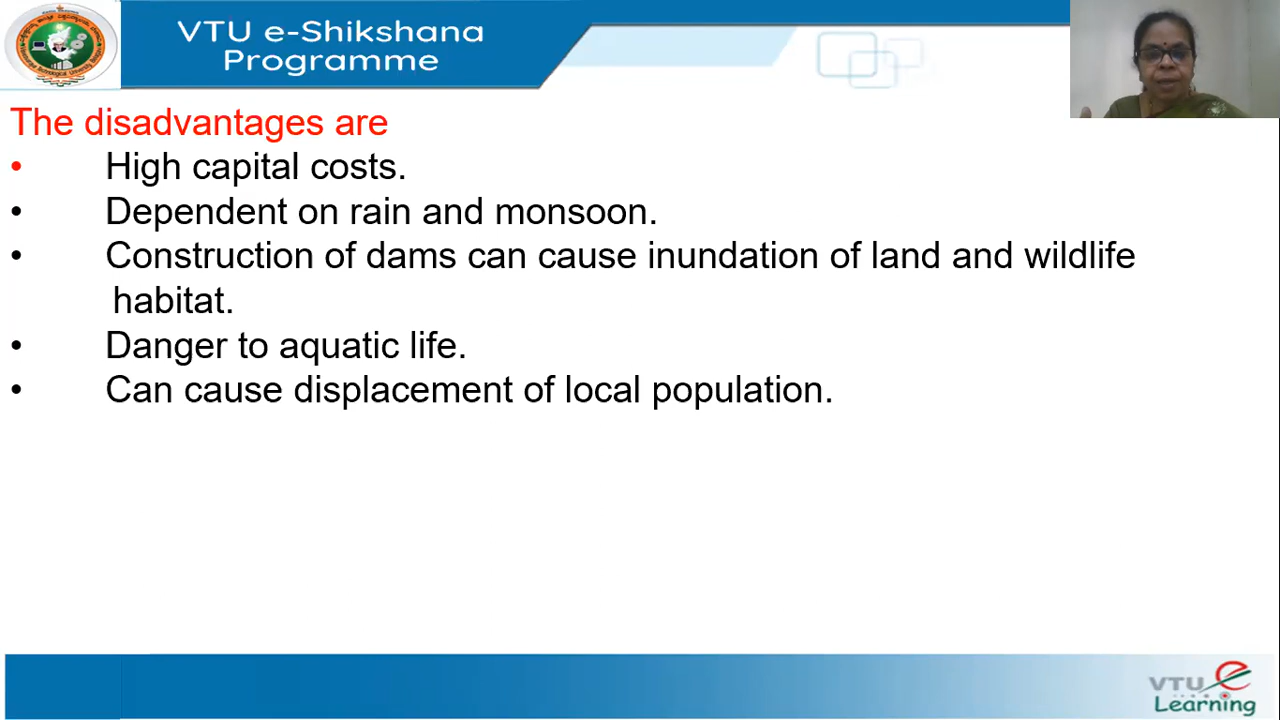 VTU e-Shikshana
Programme
The disadvantages are
• High capital costs.
• Dependent on rain and monsoon.
• Construction of dams can cause inundation of land and wildlife
habitat.
• Danger to aquatic life.
• Can cause displacement of local population.
VTU e
Learning